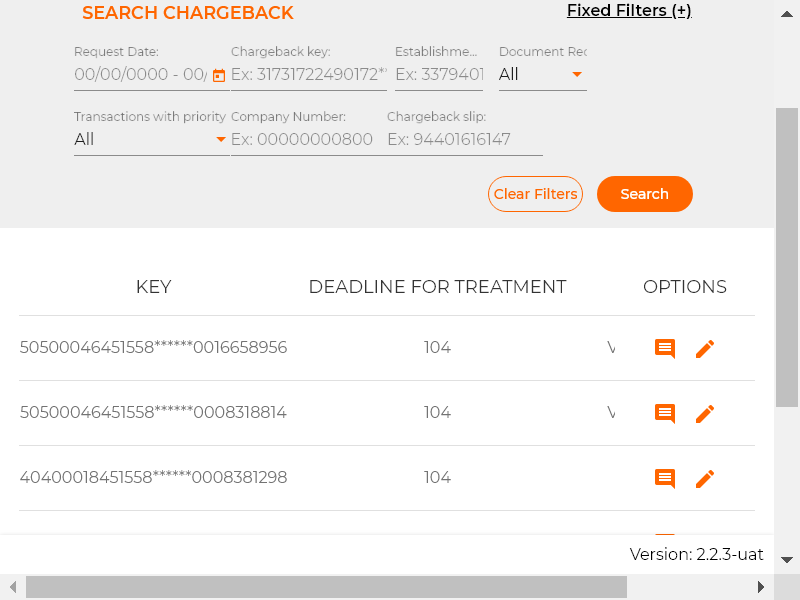 SEARCH CHARGEBACK
Fixed Filters (+)
Request Date: Chargeback key: Establishme... Document Rec
00/00/0000 - 00/ Ex: 31731722490172* Ex: 3379401 All
Transactions with priority Company Number: Chargeback slip:
All Ex: 00000000800 Ex: 94401616147
Clear Filters Search
KEY DEADLINE FOR TREATMENT OPTIONS
50500046451558******0016658956 104 V
50500046451558******0008318814 104 V
40400018451558******0008381298 104
Version: 2.2.3-uat